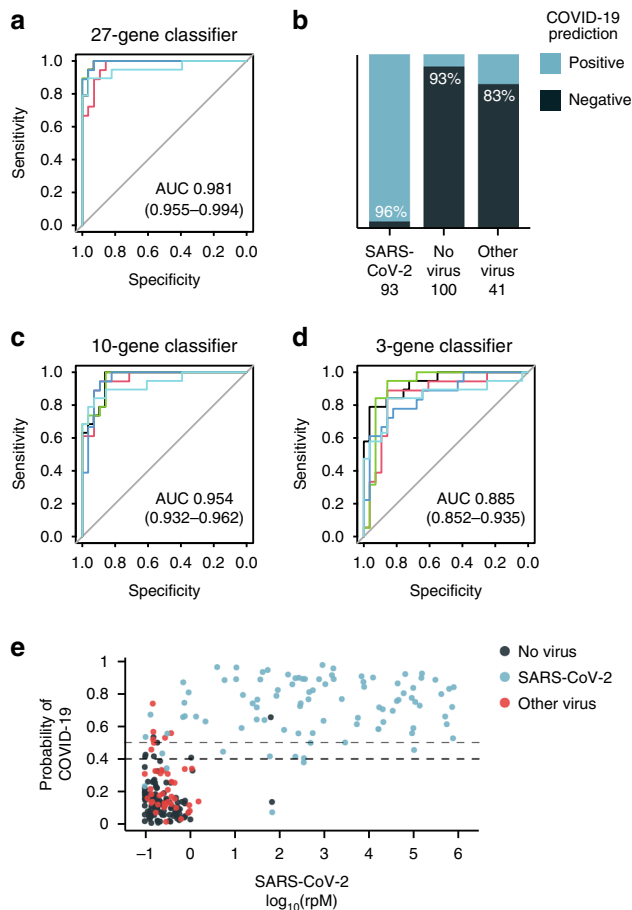 a
27-gene classifier
1.0
0.8
0.6
0.4
0.2
0.0
Sensitivity
AUC 0.981
(0.955–0.994)
1.0 0.8 0.6 0.4 0.2 0.0
Specificity
b
COVID-19
prediction
Positive
Negative
96%
93%
83%
SARS-
CoV-2
93
No
virus
100
Other
virus
41
c
10-gene classifier
1.0
0.8
0.6
0.4
0.2
0.0
Sensitivity
AUC 0.954
(0.932–0.962)
1.0 0.8 0.6 0.4 0.2 0.0
Specificity
d
3-gene classifier
1.0
0.8
0.6
0.4
0.2
0.0
Sensitivity
AUC 0.885
(0.852–0.935)
1.0 0.8 0.6 0.4 0.2 0.0
Specificity
e
1
0.8
0.6
0.4
0.2
0
Probability of
COVID-19
No virus
SARS-CoV-2
Other virus
–1 0 1 2 3 4 5 6
SARS-CoV-2
log10(rpM)